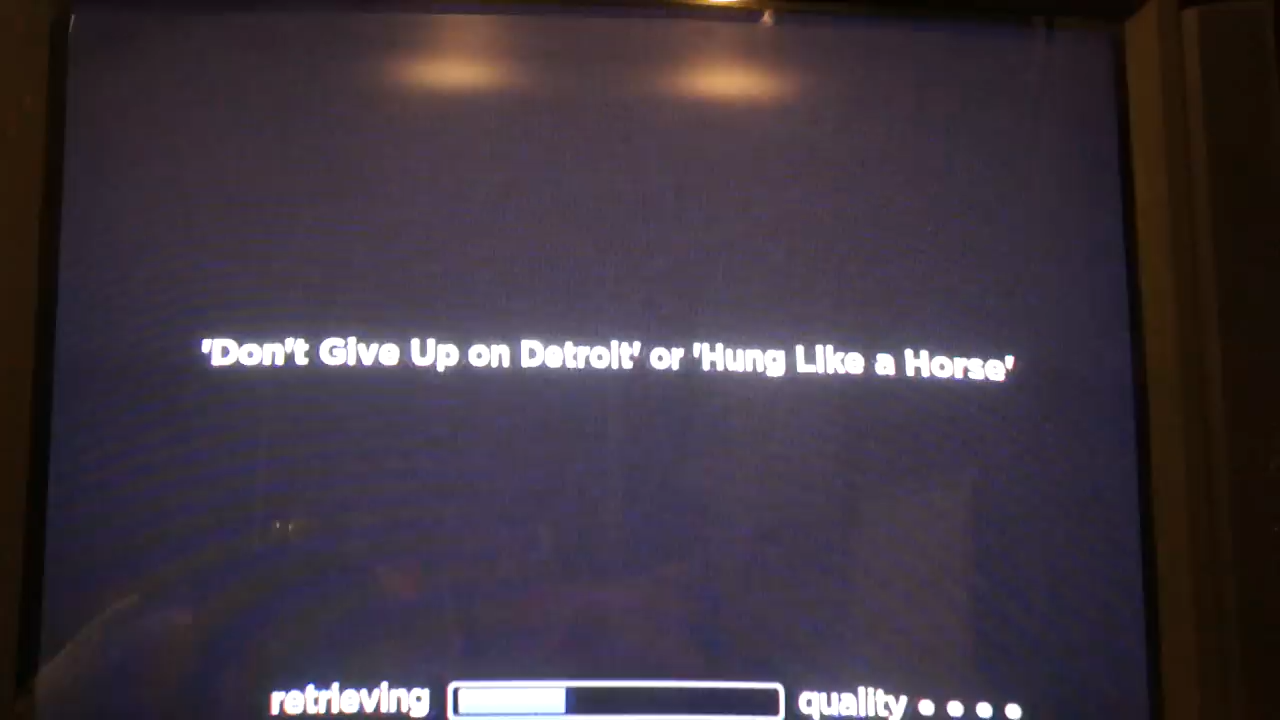 'Don't Give Up on Detroit' or 'Hung Like a Horse'
retrieving quality